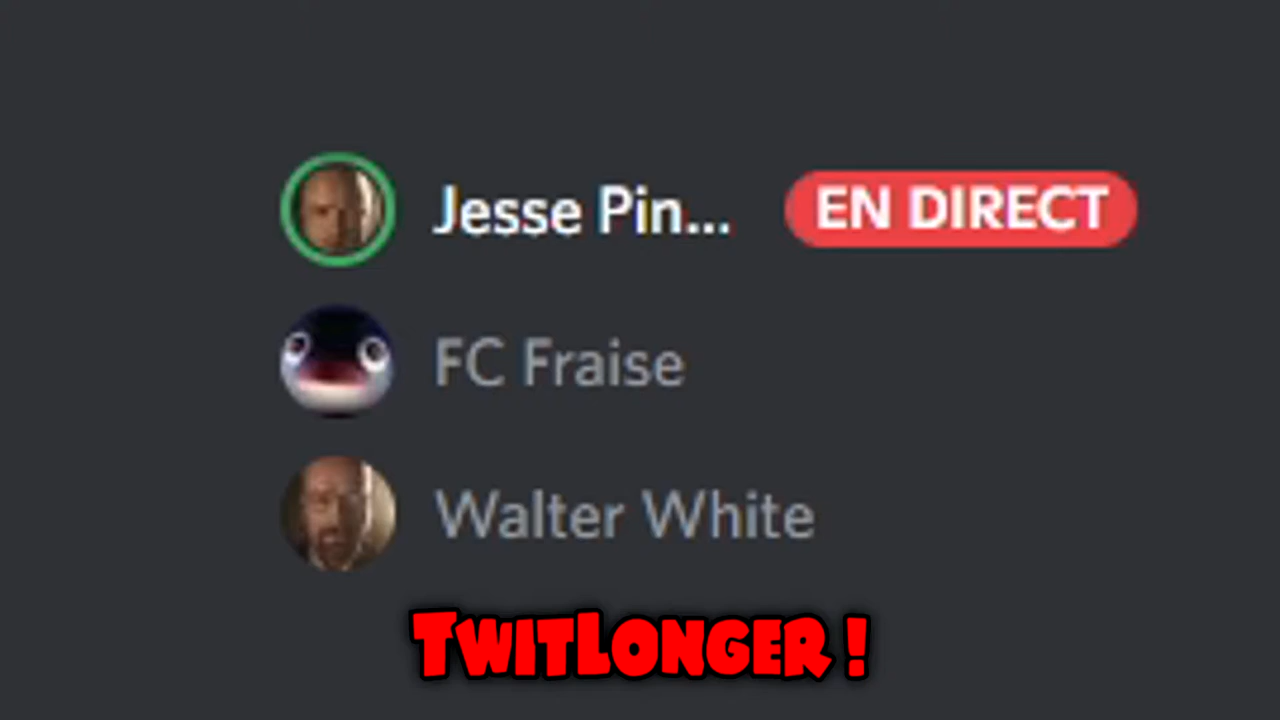 Jesse Pin... EN DIRECT
FC Fraise
Walter White
TWITLONGER !